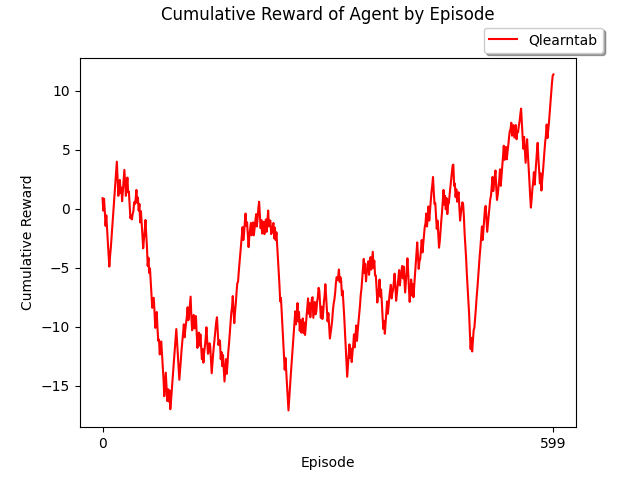 Cumulative Reward of Agent by Episode
Qlearntab
10
5
0
−5
−10
−15
Cumulative Reward
0
599
Episode